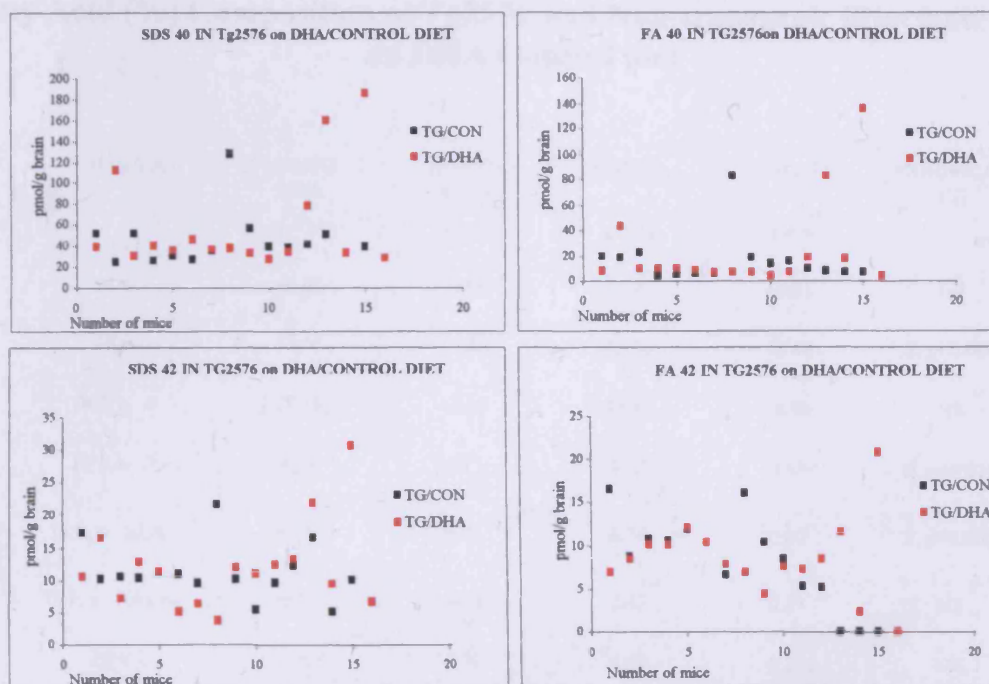 SDS 40 IN Tg2576 on DHA/CONTROL DIET
200
180
160
140
120
100
80
60
40
20
0
pmol/g brain
TG/CON
TG/DHA
0
5
10
15
20
Number of mice
FA 40 IN TG2576on DHA/CONTROL DIET
160
140
120
100
80
60
40
20
0
pmol/g brain
TG/CON
TG/DHA
0
5
10
15
20
Number of mice
SDS 42 IN TG2576 on DHA/CONTROL DIET
35
30
25
20
15
10
5
0
pmol/g brain
TG/CON
TG/DHA
0
5
10
15
20
Number of mice
FA 42 IN TG2576 on DHA/CONTROL DIET
25
20
15
10
5
0
pmol/g brain
TG/CON
TG/DHA
0
5
10
15
20
Number of mice